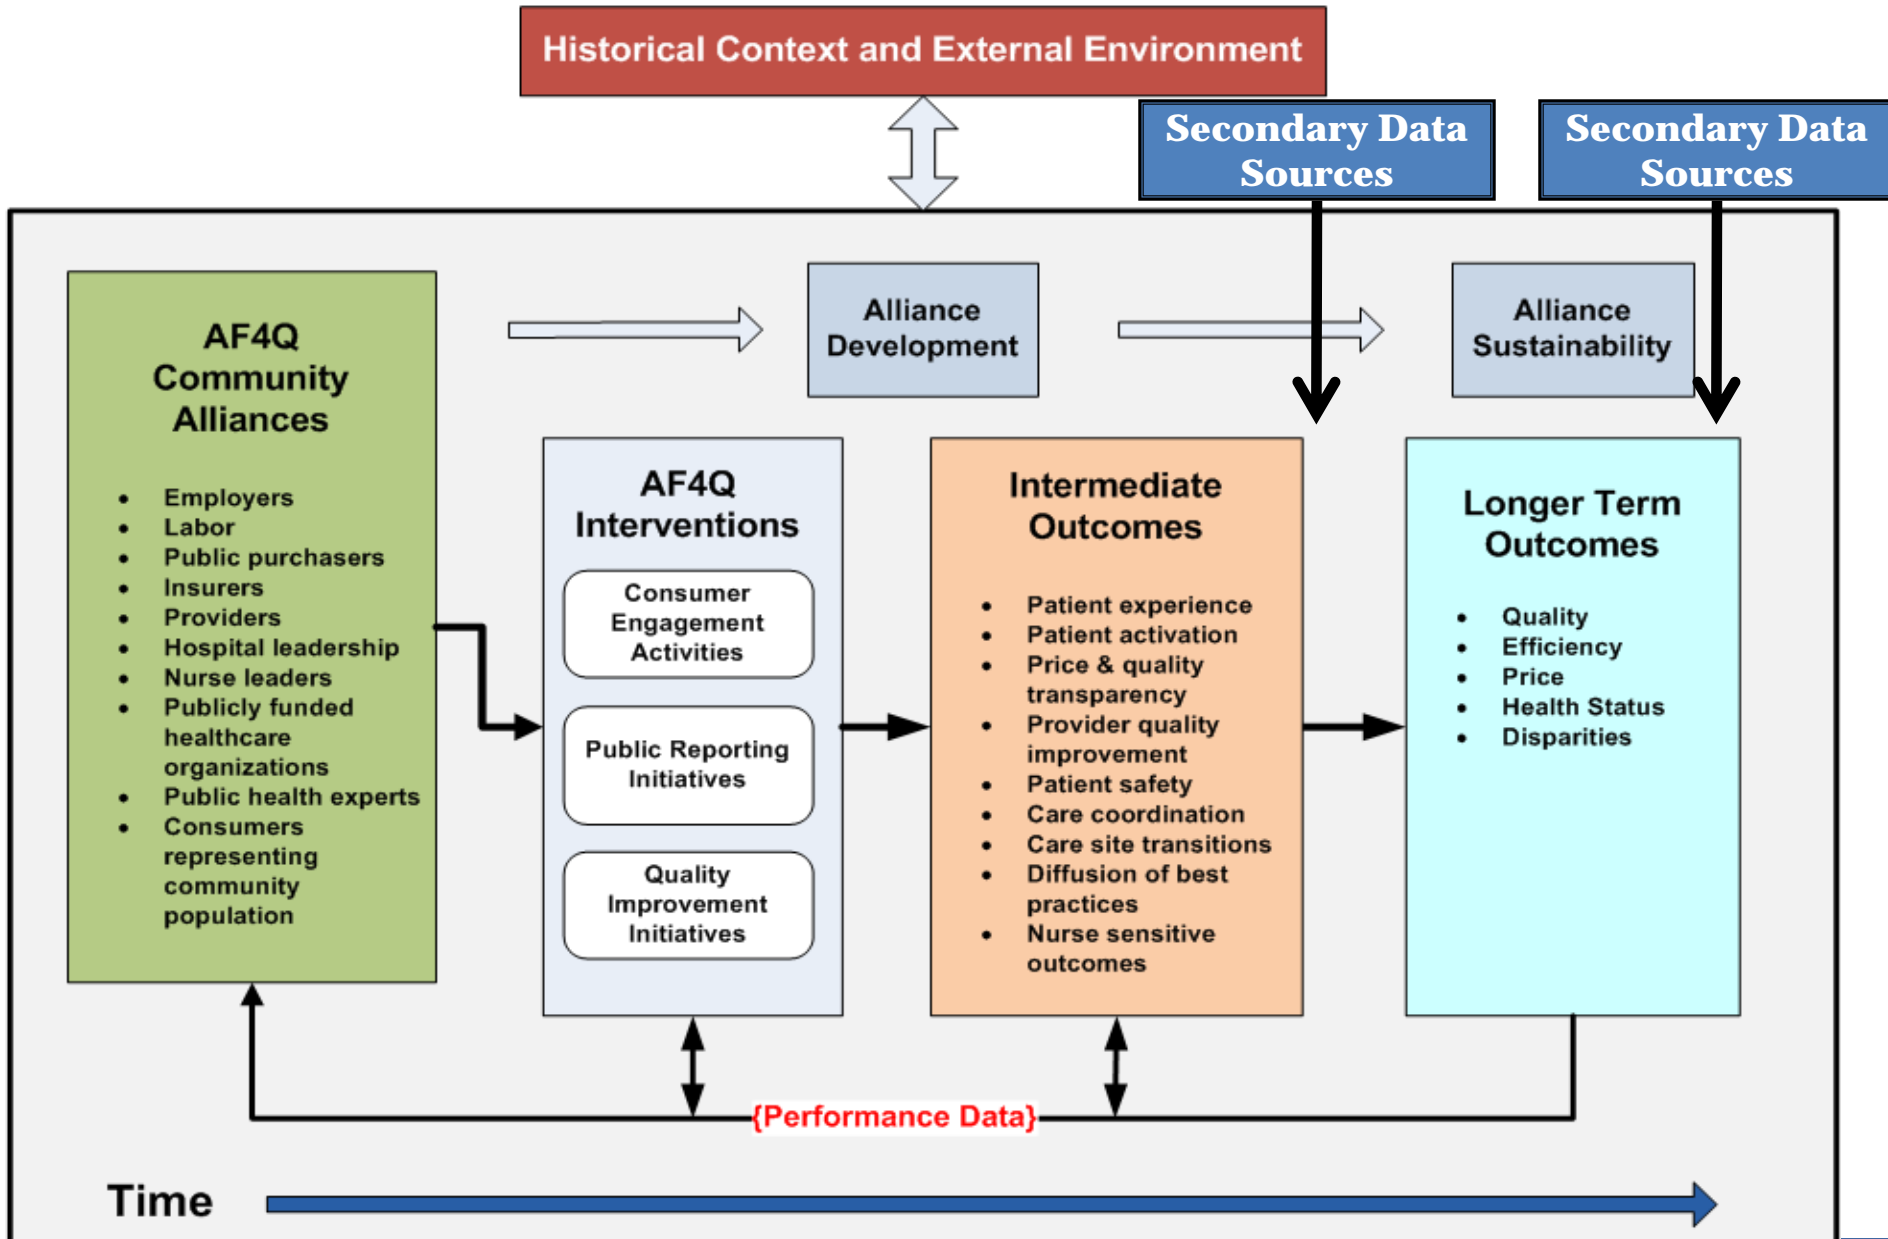 Historical Context and External Environment
Secondary Data
Sources
Secondary Data
Sources
AF4Q
Community
Alliances
• Employers
• Labor
• Public purchasers
• Insurers
• Providers
• Hospital leadership
• Nurse leaders
• Publicly funded
healthcare
organizations
• Public health experts
• Consumers
representing
community
population
Alliance
Development
Alliance
Sustainability
AF4Q
Interventions
Consumer
Engagement
Activities
Public Reporting
Initiatives
Quality
Improvement
Initiatives
Intermediate
Outcomes
• Patient experience
• Patient activation
• Price & quality
transparency
• Provider quality
improvement
• Patient safety
• Care coordination
• Care site transitions
• Diffusion of best
practices
• Nurse sensitive
outcomes
Longer Term
Outcomes
• Quality
• Efficiency
• Price
• Health Status
• Disparities
{Performance Data}
Time